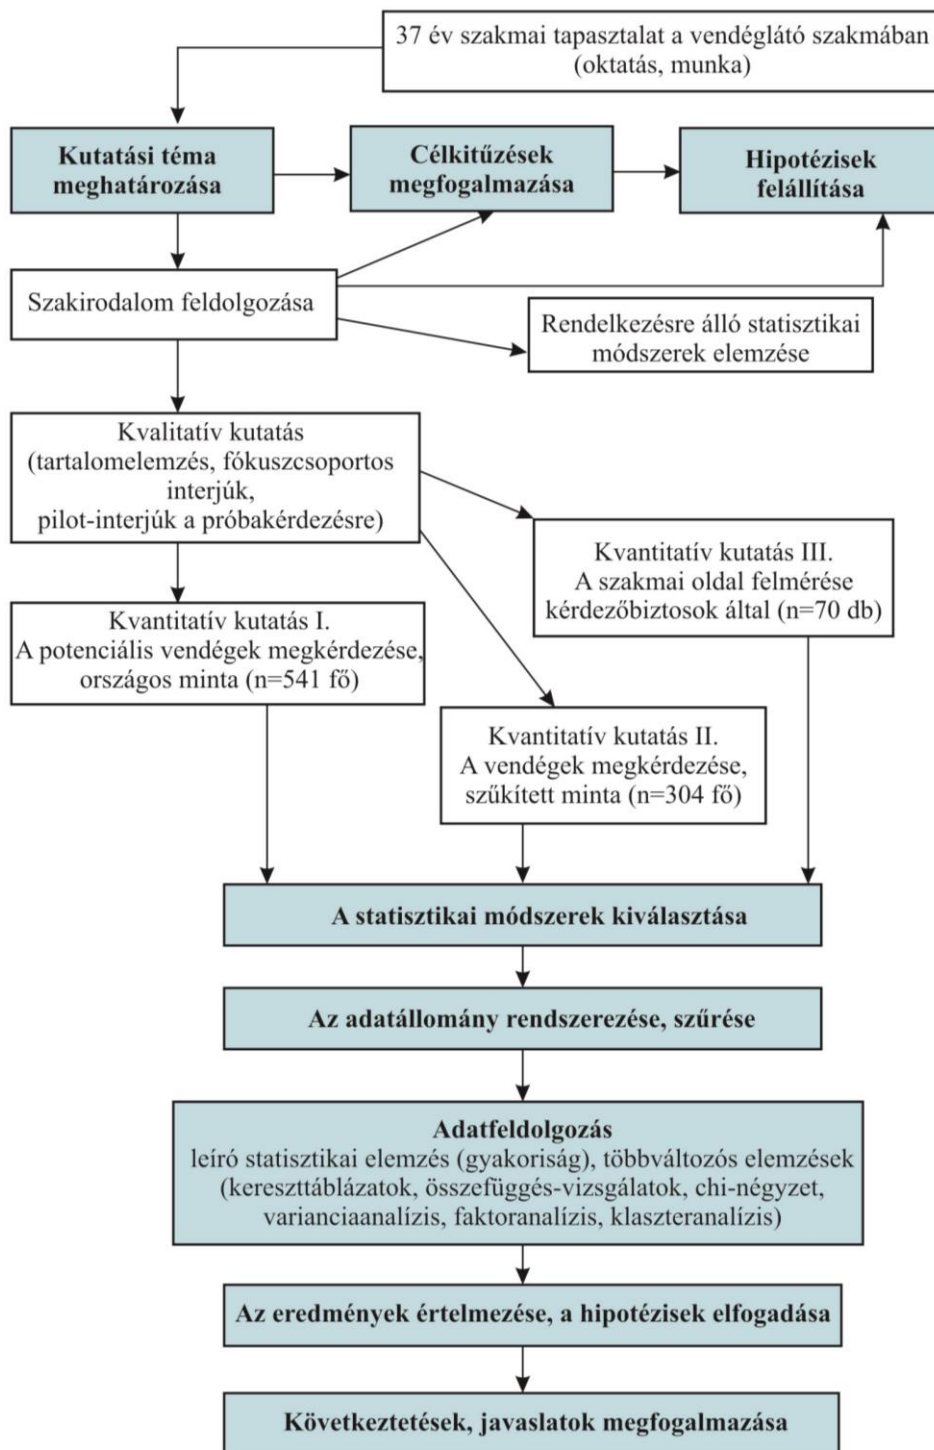 37 év szakmai tapasztalat a vendéglátó szakmában
(oktatás, munka)
Kutatási téma
meghatározása
Célkitűzések
megfogalmazása
Hipotézisek
felállítása
Szakirodalom feldolgozása
Rendelkezésre álló statisztikai
módszerek elemzése
Kvalitatív kutatás
(tartalomelemzés, fókuszcsoportos
interjúk,
pilot-interjúk a próbakérdezésre)
Kvantitatív kutatás III.
A szakmai oldal felmérése
kérdezőbiztosok által (n=70 db)
Kvantitatív kutatás I.
A potenciális vendégek megkérdezése,
országos minta (n=541 fő)
Kvantitatív kutatás II.
A vendégek megkérdezése,
szűkített minta (n=304 fő)
A statisztikai módszerek kiválasztása
Az adatállomány rendszerezése, szűrése
Adatfeldolgozás
leíró statisztikai elemzés (gyakoriság), többváltozós elemzések
(kereszttáblázatok, összefüggés-vizsgálatok, chi-négyzet,
varianciaanalízis, faktoranalízis, klaszteranalízis)
Az eredmények értelmezése, a hipotézisek elfogadása
Következtetések, javaslatok megfogalmazása